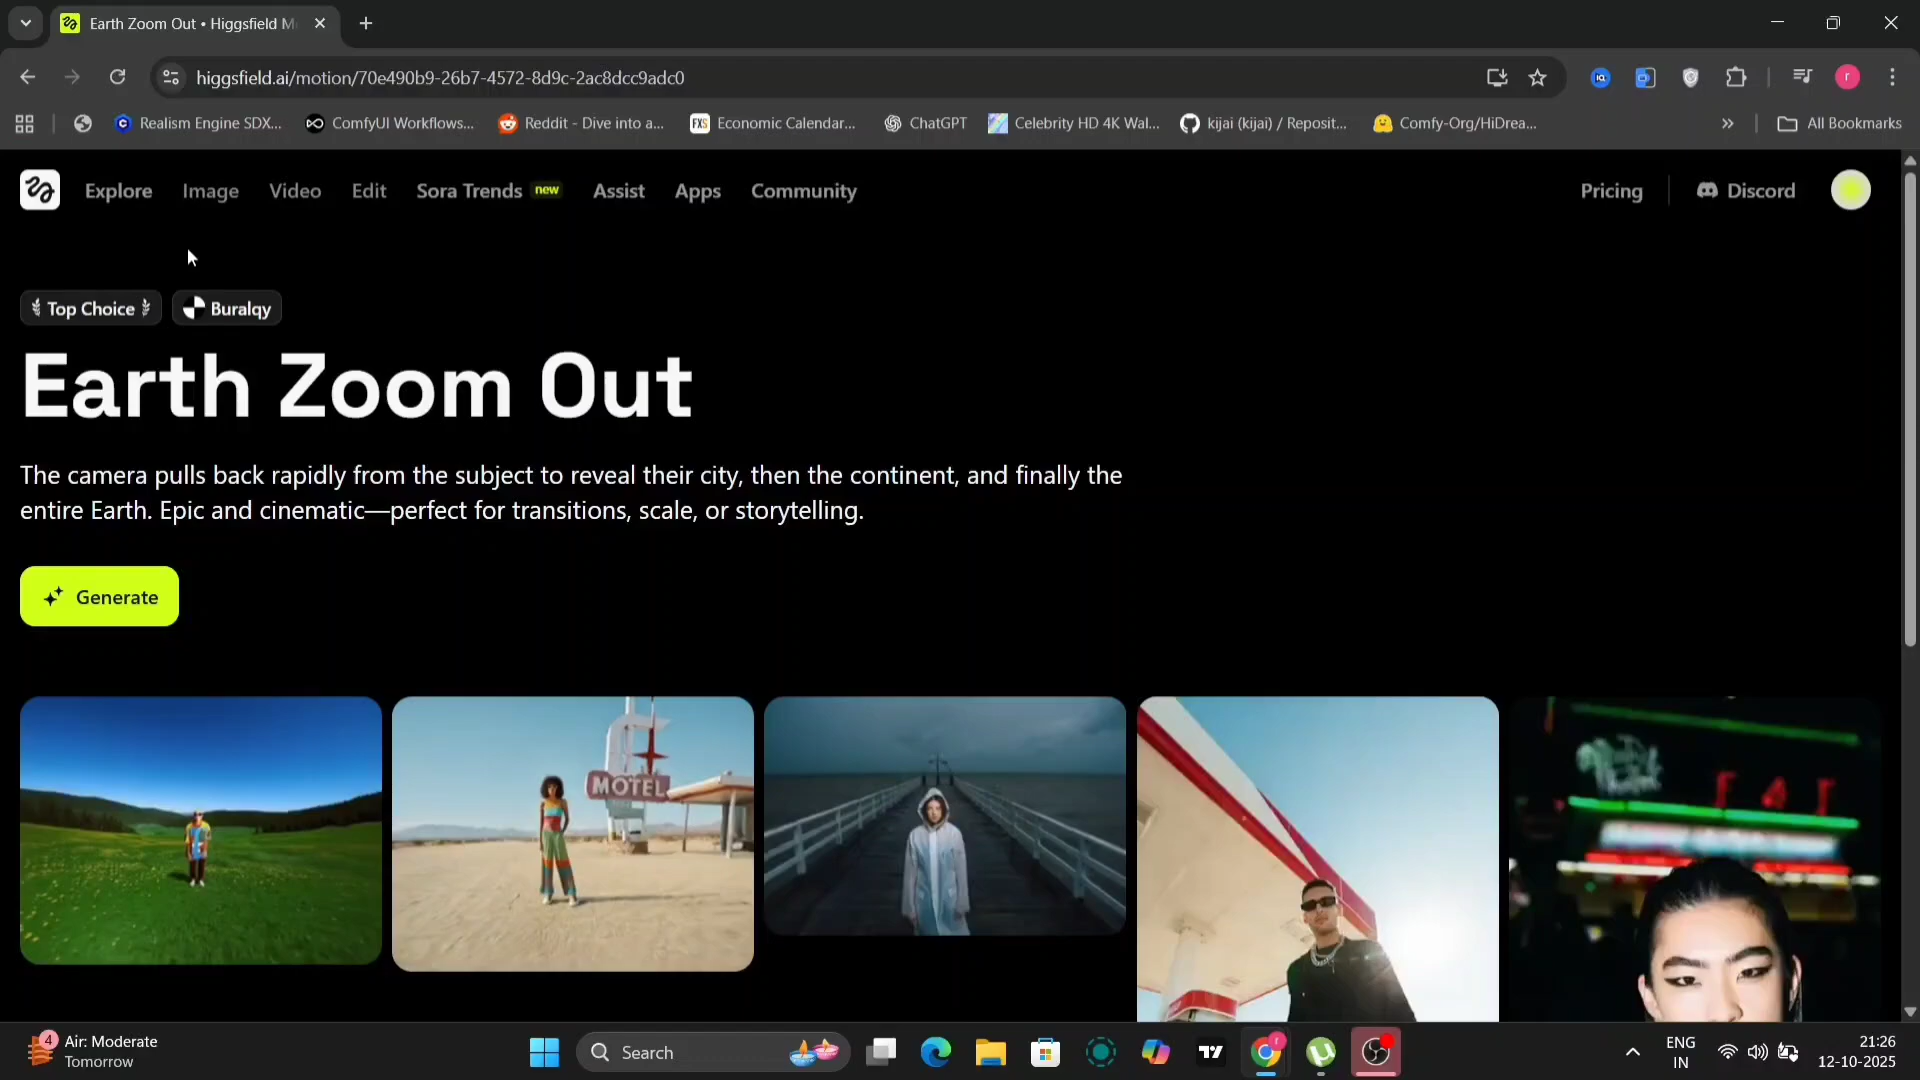 Earth Zoom Out • Higgsfield M
higgsfield.ai/motion/70e490b9-26b7-4572-8d9c-2ac8dcc9adc0
r
Realism Engine SDX...
ComfyUI Workflows...
Reddit - Dive into a...
FXS Economic Calendar...
ChatGPT
Celebrity HD 4K Wal...
kijai (kijai) / Reposit...
Comfy-Org/HiDrea...
»
All Bookmarks
Explore
Image
Video
Edit
Sora Trends new
Assist
Apps
Community
Pricing
Discord
Top Choice
Buralqy
Earth Zoom Out
The camera pulls back rapidly from the subject to reveal their city, then the continent, and finally the
entire Earth. Epic and cinematic—perfect for transitions, scale, or storytelling.
Generate
MOTEL
4
Air: Moderate
Tomorrow
Search
ENG
IN
21:26
12-10-2025